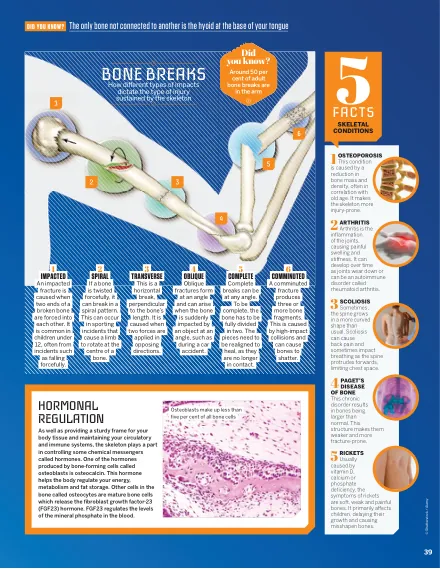 DID YOU KNOW? The only bone not connected to another is the hyoid at the base of your tongue
BONE BREAKS
How different types of impacts
dictate the type of injury
sustained by the skeleton
Did
you know?
Around 50 per
cent of adult
bone breaks are
in the arm
3
2
3
4
5
6
1
IMPACTED
An impacted
fracture is
caused when
two ends of a
broken bone
are forced into
each other. It
is common in
children under
12, often from
incidents such
as falling
forcefully.
2
SPIRAL
If a bone
is twisted
forcefully, it
can break in a
spiral pattern.
This can occur
in sporting
incidents that
cause a limb
to rotate at the
centre of a
bone.
3
TRANSVERSE
This is a
horizontal
break,
perpendicular
to the bone's
length. It is
caused when
two forces are
applied in
opposing
directions.
4
OBLIQUE
Oblique
fractures form
at an angle
and can arise
when the bone
is suddenly
impacted by
an object at an
angle, such as
during a car
accident.
5
COMPLETE
Complete
breaks can be
at any angle.
To be
complete, the
bone has to be
fully divided
in two. The
pieces need to
be realigned to
heal, as they
are no longer
in contact.
6
COMMINUTED
A comminuted
fracture
produces
three or
more bone
fragments.
This is caused
by high-impact
collisions and
can cause
bones to
shatter.
HORMONAL
REGULATION
As well as providing a sturdy frame for your
body tissue and maintaining your circulatory
and immune systems, the skeleton plays a part
in controlling some chemical messengers
called hormones. One of the hormones
produced by bone-forming cells called
osteoblasts is osteocalcin. This hormone
helps the body regulate your energy,
metabolism and fat storage. Other cells in the
bone called osteocytes are mature bone cells
which release the fibroblast growth factor-23
(FGF23) hormone. FGF23 regulates the levels
of the mineral phosphate in the blood.
Osteoblasts make up less than
five per cent of all bone cells
5
FACTS
SKELETAL
CONDITIONS
1 OSTEOPOROSIS
This condition
is caused by a
reduction in
bone mass and
density, often in
correlation with
old age. It makes
the skeleton more
injury-prone.
2 ARTHRITIS
Arthritis is the
inflammation
of the joints,
causing painful
swelling and
stiffness. It can
develop over time as
joints wear down or
can be an autoimmune
disorder called
rheumatoid arthritis.
3 SCOLIOSIS
Sometimes,
the spine grows
in a more curved
shape than
usual. Scoliosis
can cause
back pain and
sometimes impact
breathing as the spine
protrudes forwards,
limiting chest space.
4 PAGET'S
DISEASE
OF BONE
This chronic
disorder results
in bones being
larger than
normal. This
structure makes
them weaker and
more fracture-prone.
5 RICKETS
Usually
caused by
vitamin D,
calcium or
phosphate
deficiency, the
symptoms of rickets
are soft, weak and painful
bones. It primarily affects
children, delaying their
growth and causing
misshapen bones.
39